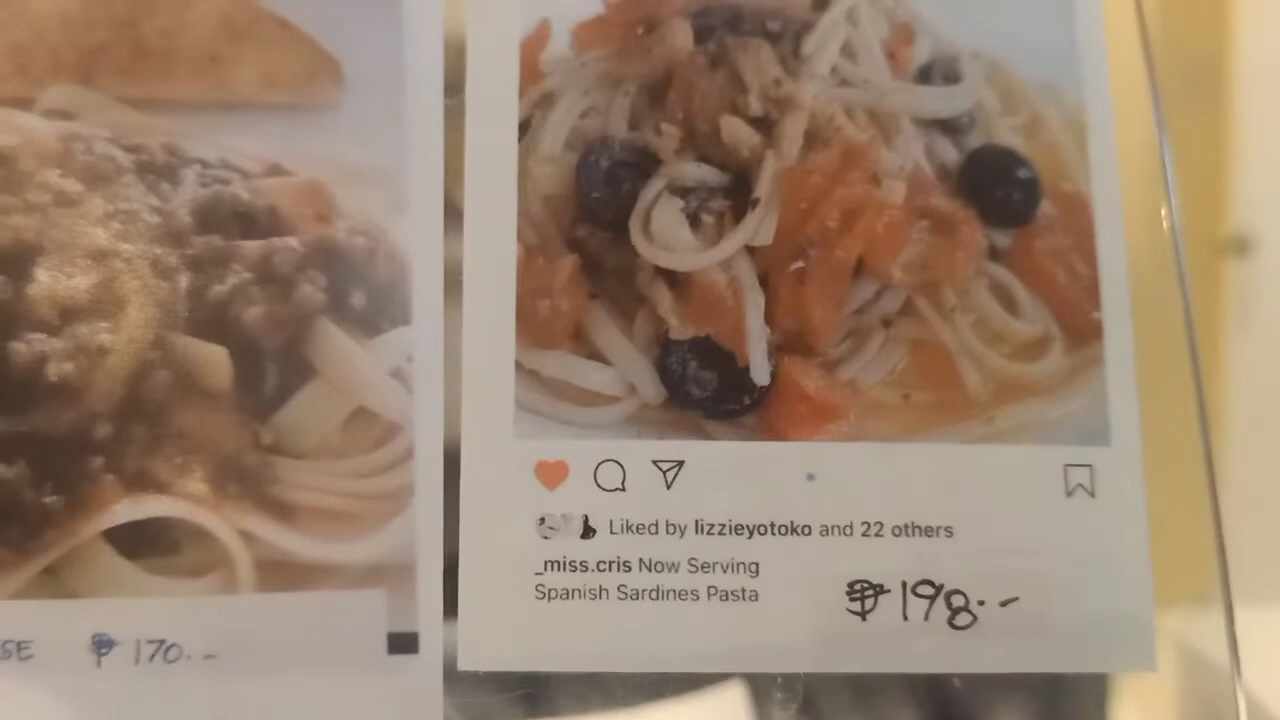 SE ₱ 170.--
Liked by lizzieyotoko and 22 others
_miss.cris Now Serving
Spanish Sardines Pasta
₱198.--